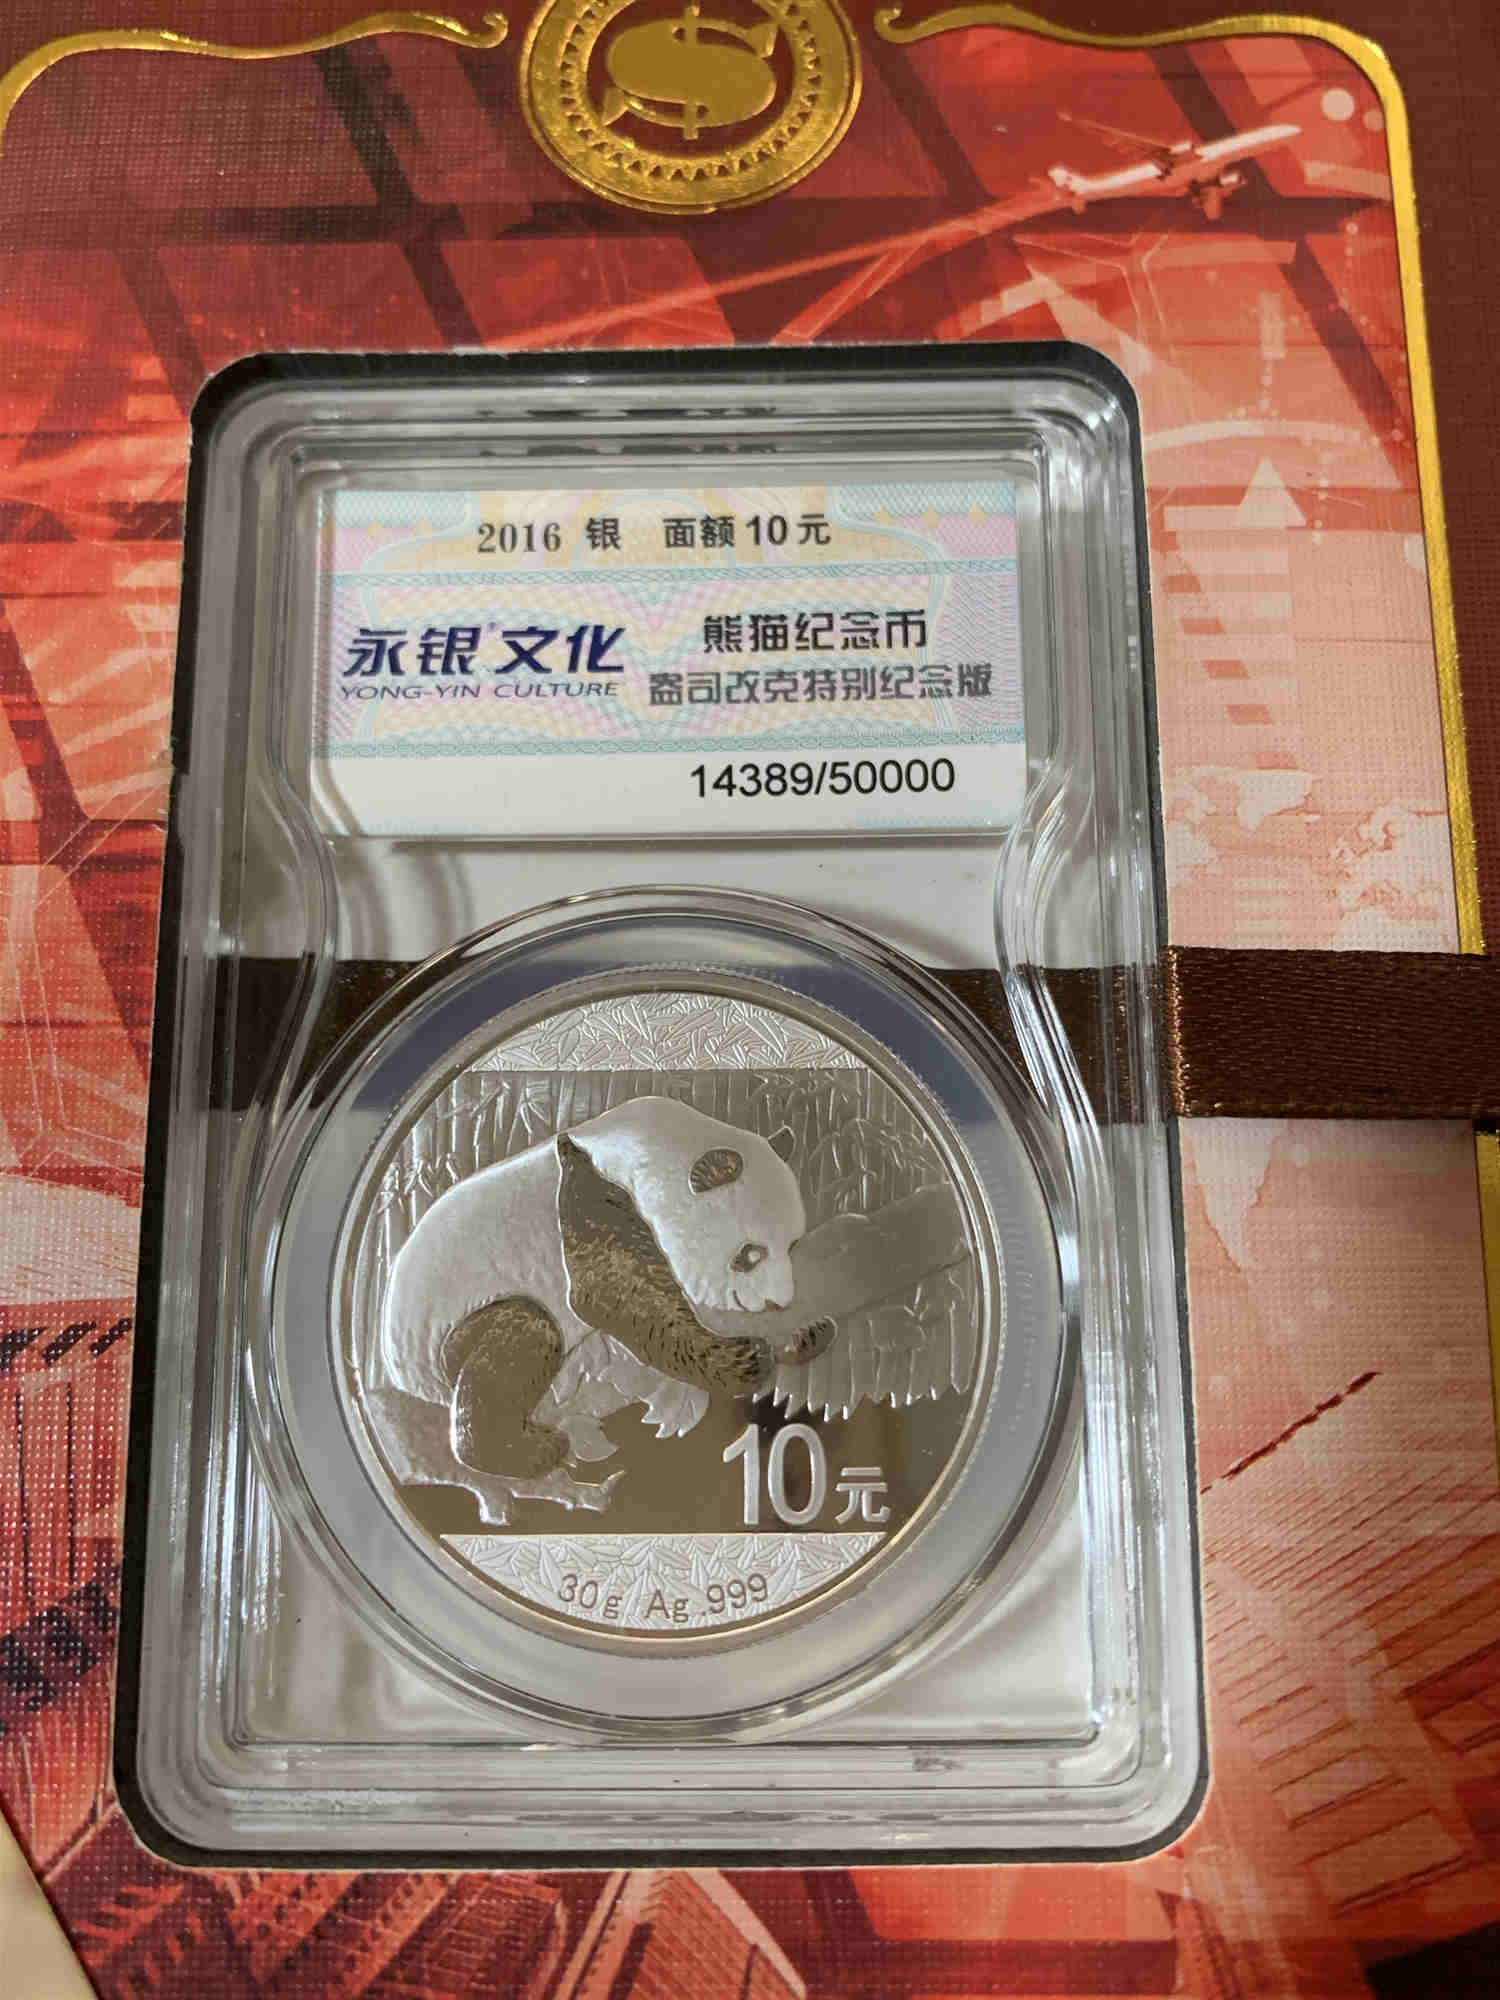 2016 银 面额10元
永银文化
YONG-YIN CULTURE
熊猫纪念币
盎司改克特别纪念版
14389/50000
10元
30g Ag.999